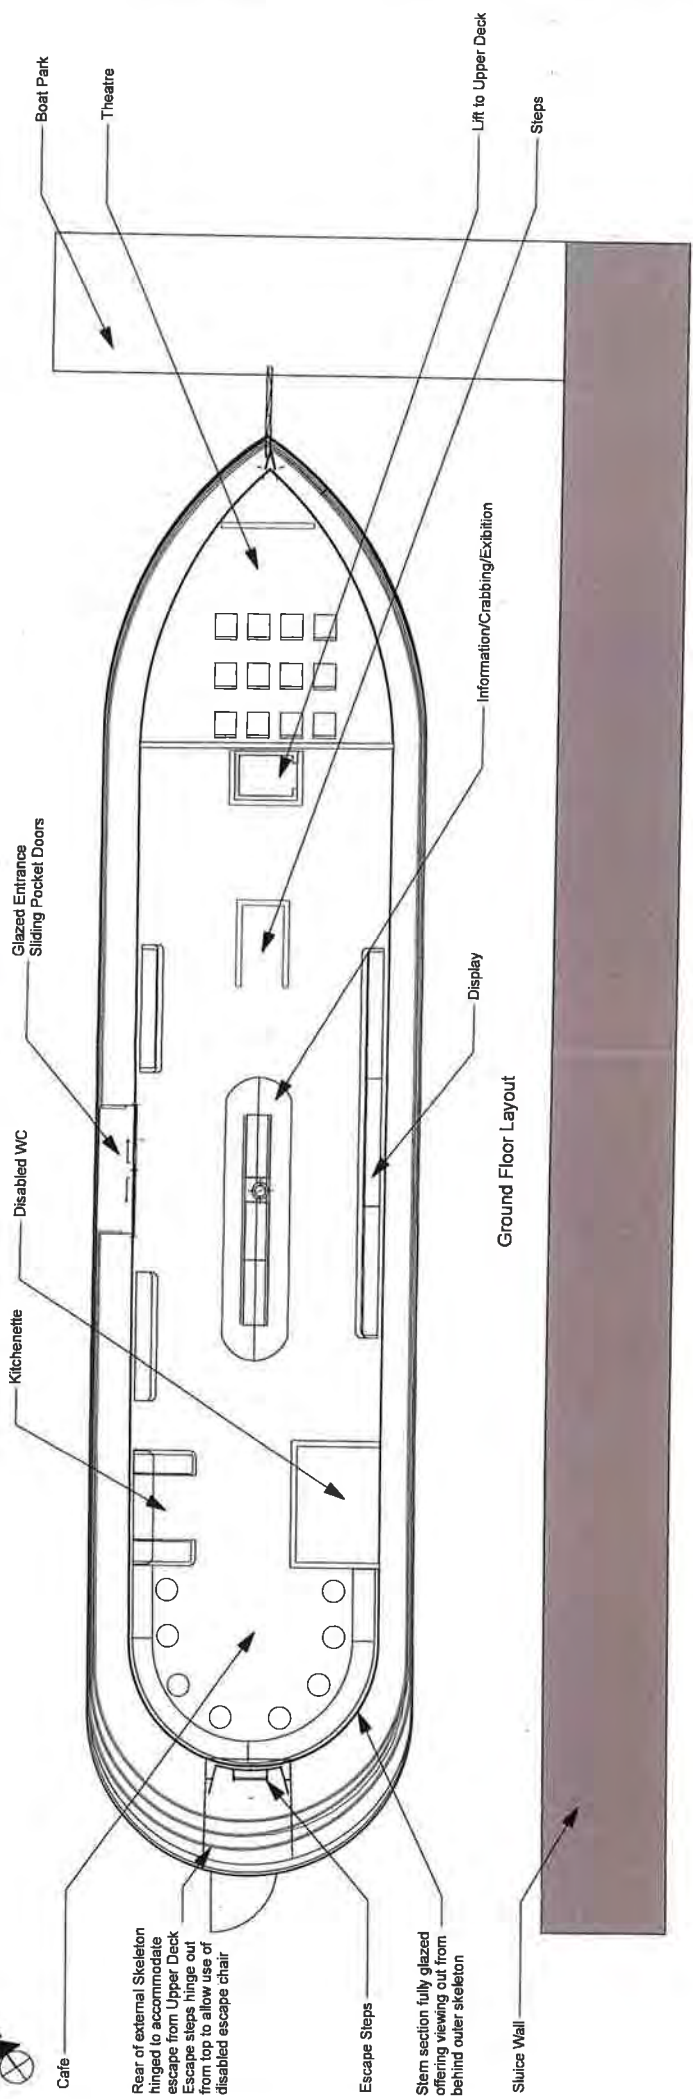 Boat Park
Theatre
Lift to Upper Deck
Steps
Glazed Entrance
Sliding Pocket Doors
Information/Crabbing/Exibition
Disabled WC
Display
Kitchenette
Ground Floor Layout
Cafe
Rear of external Skeleton
hinged to accommodate
escape from Upper Deck
Escape steps hinge out
from top to allow use of
disabled escape chair
Escape Steps
Stern section fully glazed
offering viewing out from
behind outer skeleton
Sluice Wall